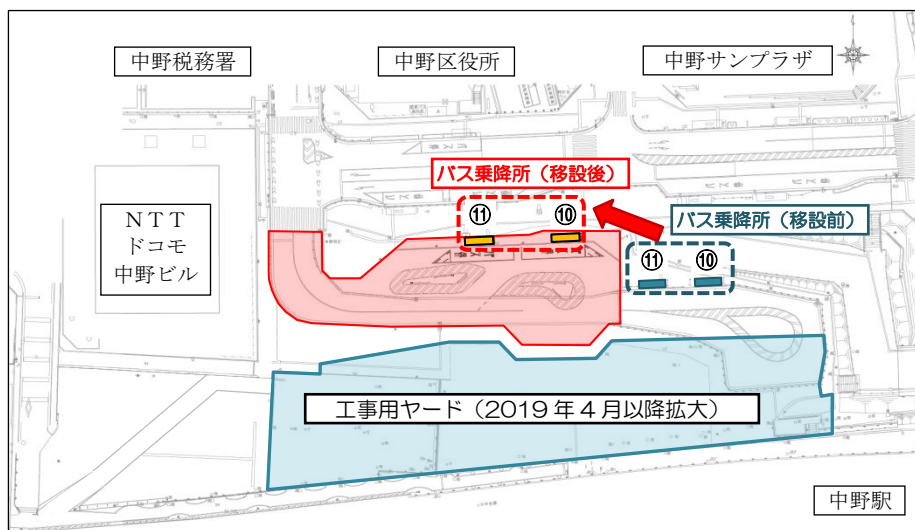 中野税務署
中野区役所
中野サンプラザ
バス乗降所（移設後）
⑪
⑩
バス乗降所（移設前）
⑪
⑩
ＮＴＴ
ドコモ
中野ビル
工事用ヤード（2019年4月以降拡大）
中野駅